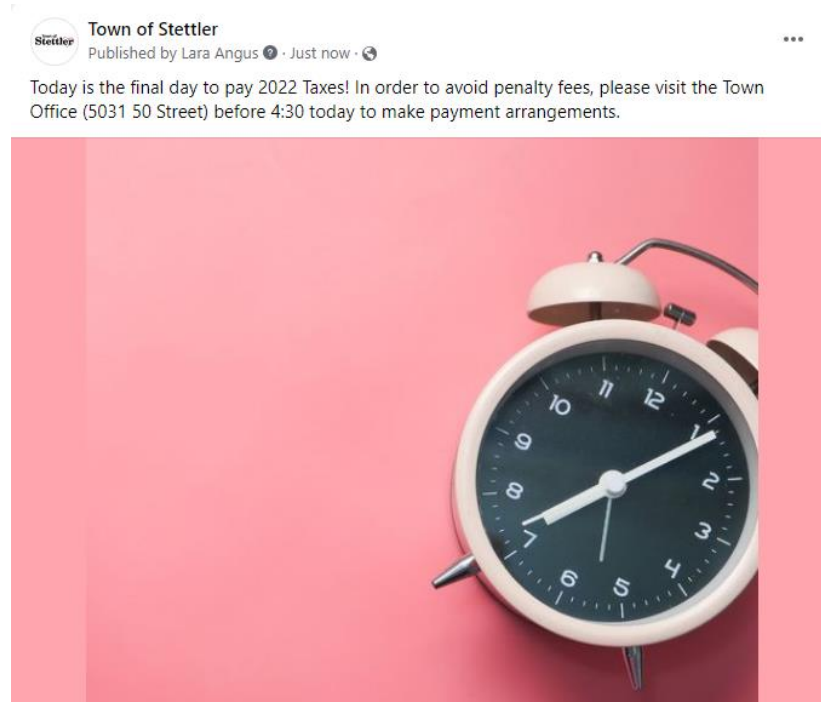 Town of
Stettler
Town of Stettler
Published by Lara Angus · Just now ·
Today is the final day to pay 2022 Taxes! In order to avoid penalty fees, please visit the Town
Office (5031 50 Street) before 4:30 today to make payment arrangements.
11
12
10
1
9
2
8
3
7
4
6
5